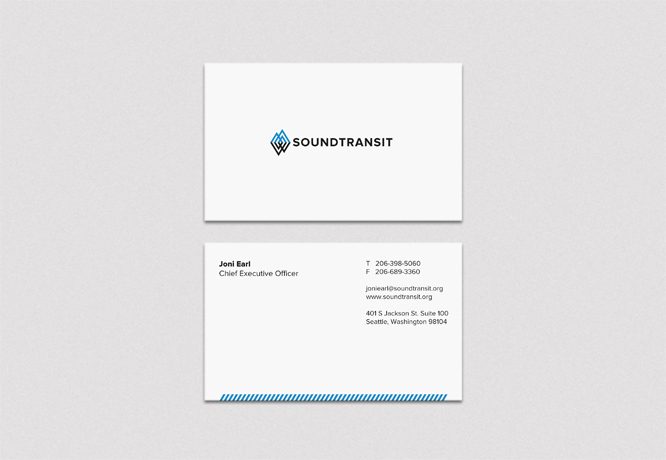 SOUNDTRANSIT
Joni Earl
Chief Executive Officer
T 206-398-5060
F 206-689-3360
joniearl@soundtransit.org
www.soundtransit.org
401 S Jackson St. Suite 100
Seattle, Washington 98104